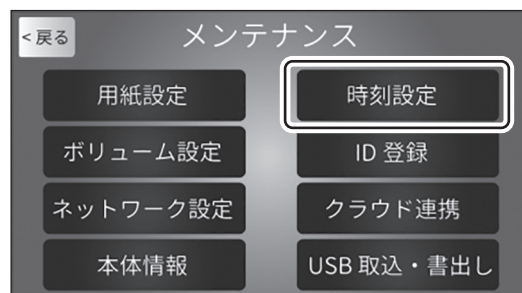 <戻る
メンテナンス
用紙設定
時刻設定
ボリューム設定
ID 登録
ネットワーク設定
クラウド連携
本体情報
USB 取込・書出し